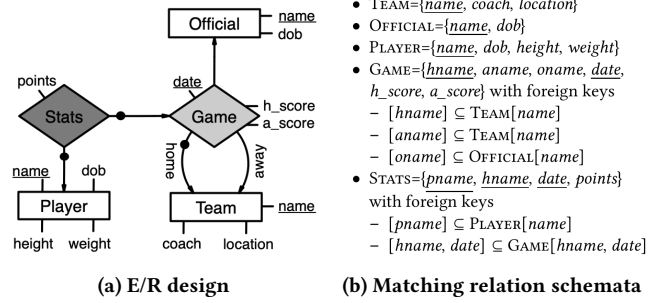 Official
name
dob
points
date
Stats
Game
h_score
a_score
home
away
name
dob
Player
Team
name
height
weight
coach
location
(a) E/R design
• TEAM={name, coach, location}
• OFFICIAL={name, dob}
• PLAYER={name, dob, height, weight}
• GAME={hname, aname, oname, date,
h_score, a_score} with foreign keys
– [hname] ⊆ TEAM[name]
– [aname] ⊆ TEAM[name]
– [oname] ⊆ OFFICIAL[name]
• STATS={pname, hname, date, points}
with foreign keys
– [pname] ⊆ PLAYER[name]
– [hname, date] ⊆ GAME[hname, date]
(b) Matching relation schemata